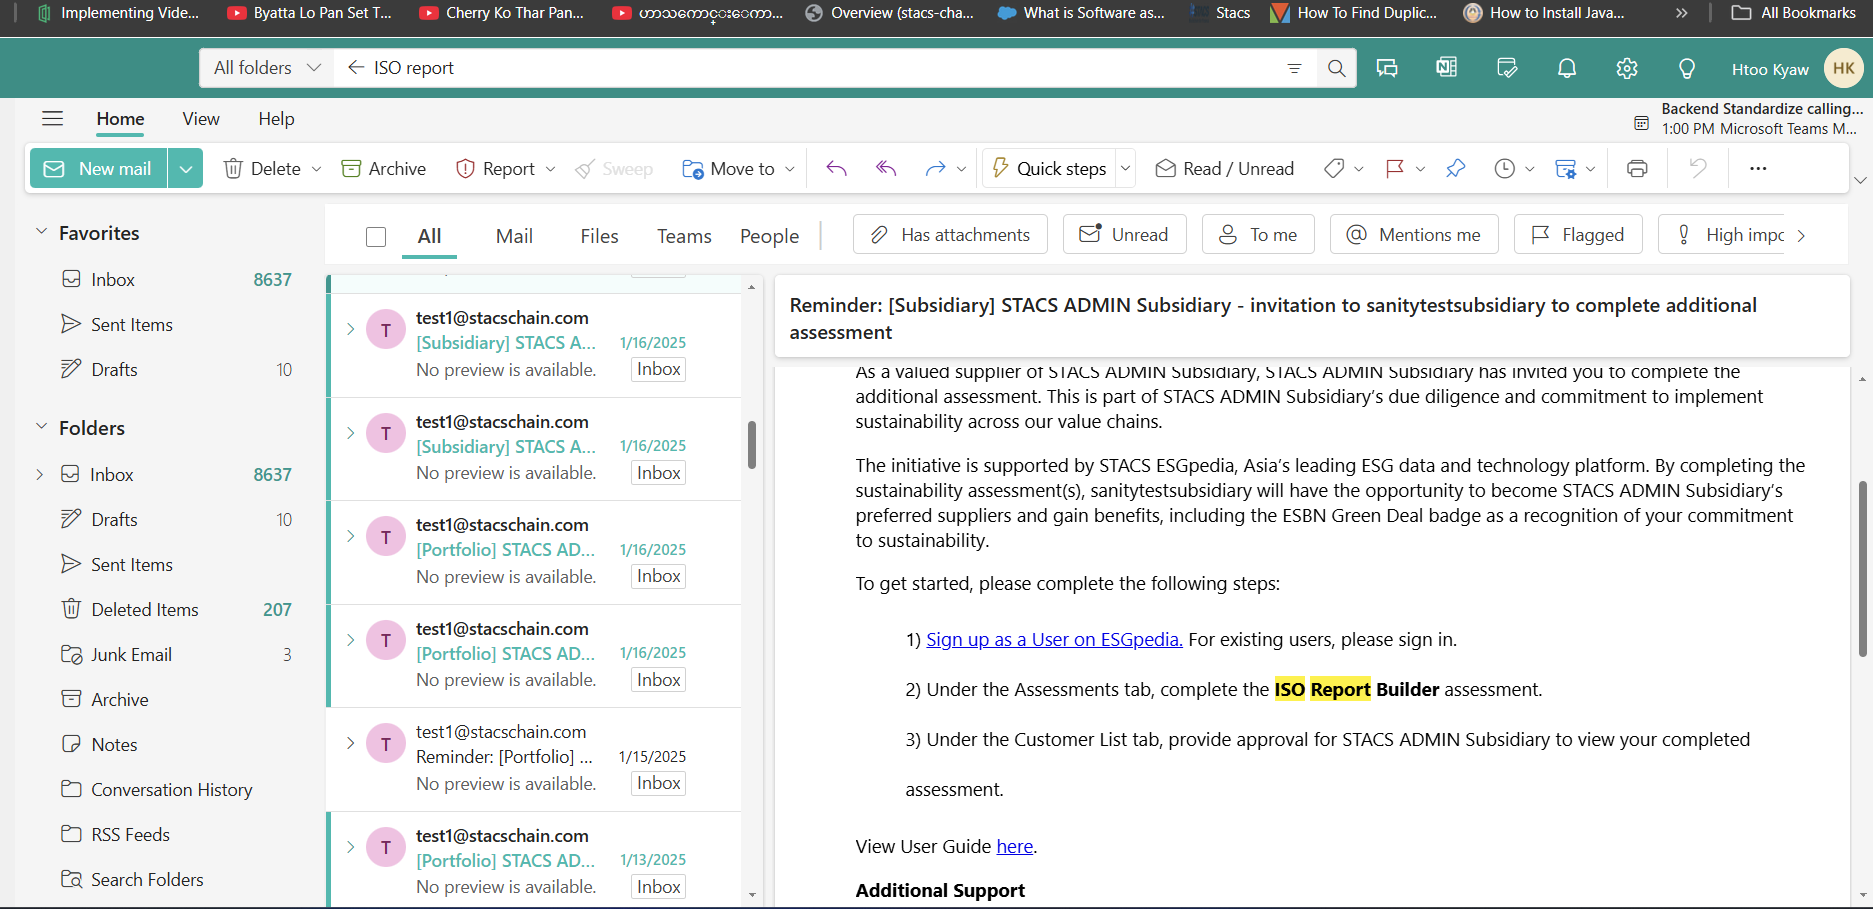 Implementing Vide...
Byatta Lo Pan Set T...
Cherry Ko Thar Pan...
ဟာသကောင်းတော...
Overview (stacs-cha...
What is Software as...
Stacs
How To Find Duplic...
How to Install Java...
All Bookmarks
All folders
ISO report
Htoo Kyaw
HK
Home
View
Help
Backend Standardize calling...
1:00 PM Microsoft Teams M...
New mail
Delete
Archive
Report
Sweep
Move to
Quick steps
Read / Unread
Favorites
Inbox 8637
Sent Items
Drafts 10
Folders
Inbox 8637
Drafts 10
Sent Items
Deleted Items 207
Junk Email 3
Archive
Notes
Conversation History
RSS Feeds
Search Folders
All
Mail
Files
Teams
People
Has attachments
Unread
To me
Mentions me
Flagged
High impo
T
test1@stacschain.com
[Subsidiary] STACS A... 1/16/2025
No preview is available. Inbox
T
test1@stacschain.com
[Subsidiary] STACS A... 1/16/2025
No preview is available. Inbox
T
test1@stacschain.com
[Portfolio] STACS AD... 1/16/2025
No preview is available. Inbox
T
test1@stacschain.com
[Portfolio] STACS AD... 1/16/2025
No preview is available. Inbox
T
test1@stacschain.com
Reminder: [Portfolio] ... 1/15/2025
No preview is available. Inbox
T
test1@stacschain.com
[Portfolio] STACS AD... 1/13/2025
No preview is available. Inbox
Reminder: [Subsidiary] STACS ADMIN Subsidiary - invitation to sanitytestsubsidiary to complete additional
assessment
As a valued supplier of STACS ADMIN Subsidiary, STACS ADMIN Subsidiary has invited you to complete the
additional assessment. This is part of STACS ADMIN Subsidiary's due diligence and commitment to implement
sustainability across our value chains.
The initiative is supported by STACS ESGpedia, Asia's leading ESG data and technology platform. By completing the
sustainability assessment(s), sanitytestsubsidiary will have the opportunity to become STACS ADMIN Subsidiary's
preferred suppliers and gain benefits, including the ESBN Green Deal badge as a recognition of your commitment
to sustainability.
To get started, please complete the following steps:
1) Sign up as a User on ESGpedia. For existing users, please sign in.
2) Under the Assessments tab, complete the ISO Report Builder assessment.
3) Under the Customer List tab, provide approval for STACS ADMIN Subsidiary to view your completed
assessment.
View User Guide here.
Additional Support